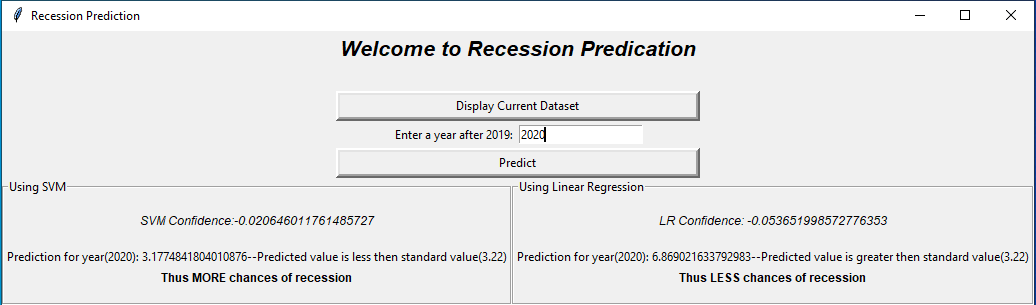 Recession Prediction
Welcome to Recession Predication
Display Current Dataset
Enter a year after 2019: 2020
Predict
Using SVM
SVM Confidence:-0.020646011761485727
Prediction for year(2020): 3.1774841804010876--Predicted value is less then standard value(3.22)
Thus MORE chances of recession
Using Linear Regression
LR Confidence: -0.053651998572776353
Prediction for year(2020): 6.869021633792983--Predicted value is greater then standard value(3.22)
Thus LESS chances of recession